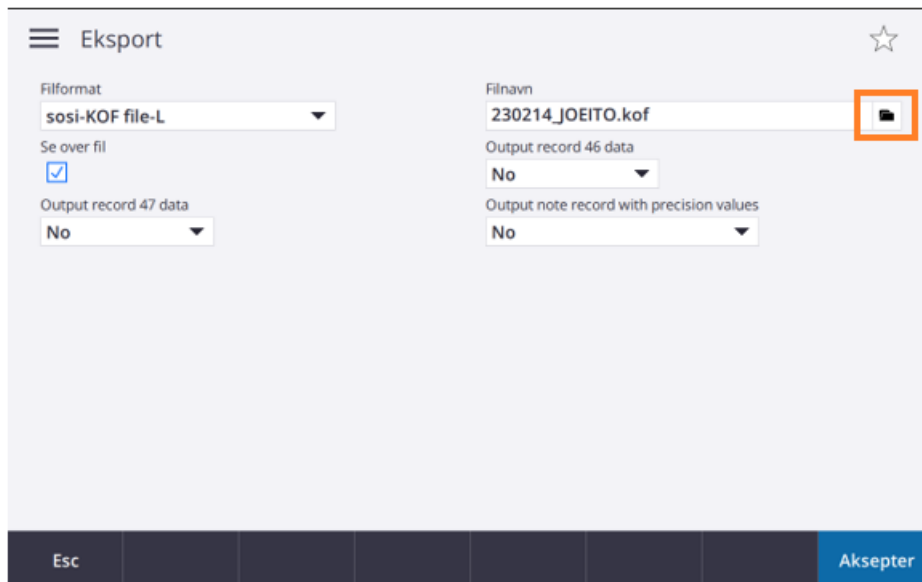 Eksport
Filformat
sosi-KOF file-L
Filnavn
230214_JOEITO.kof
Se over fil
Output record 46 data
No
Output record 47 data
No
Output note record with precision values
No
Esc
Aksepter